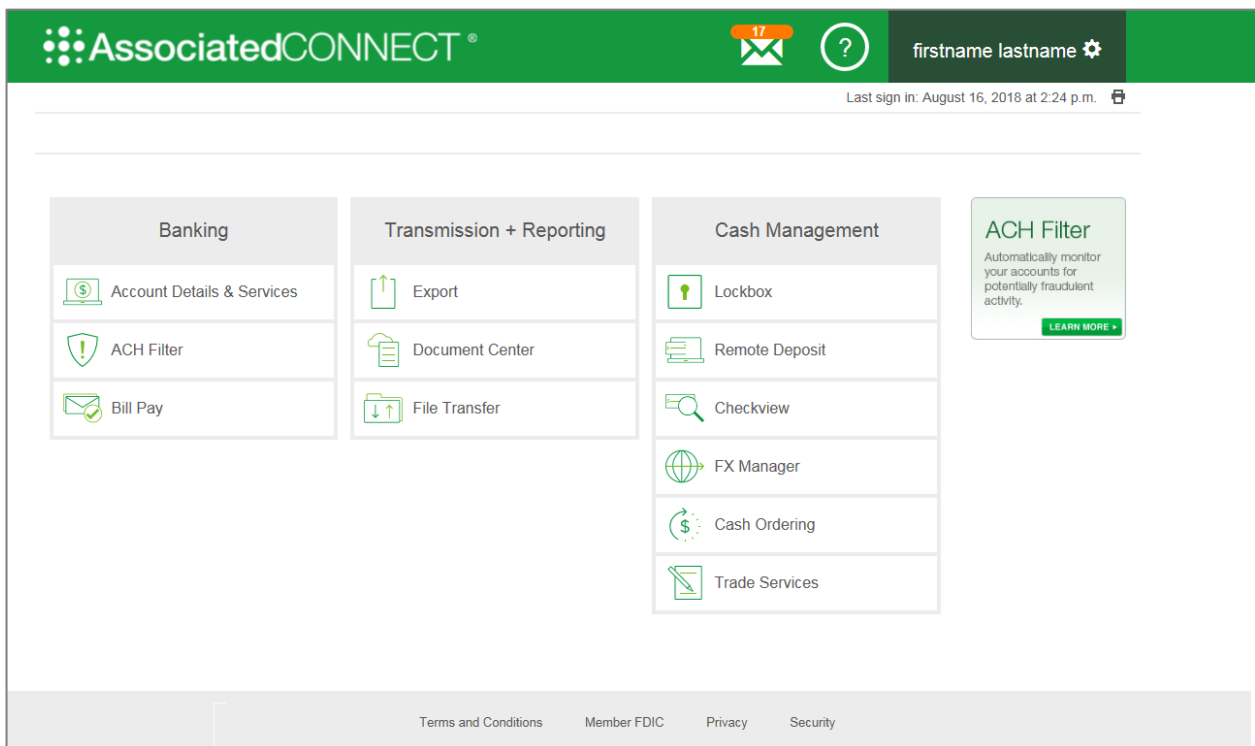 AssociatedCONNECT ®
17
?
firstname lastname
Last sign in: August 16, 2018 at 2:24 p.m.
Banking
Account Details & Services
ACH Filter
Bill Pay
Transmission + Reporting
Export
Document Center
File Transfer
Cash Management
Lockbox
Remote Deposit
Checkview
FX Manager
$ Cash Ordering
Trade Services
ACH Filter
Automatically monitor
your accounts for
potentially fraudulent
activity.
LEARN MORE
Terms and Conditions Member FDIC Privacy Security